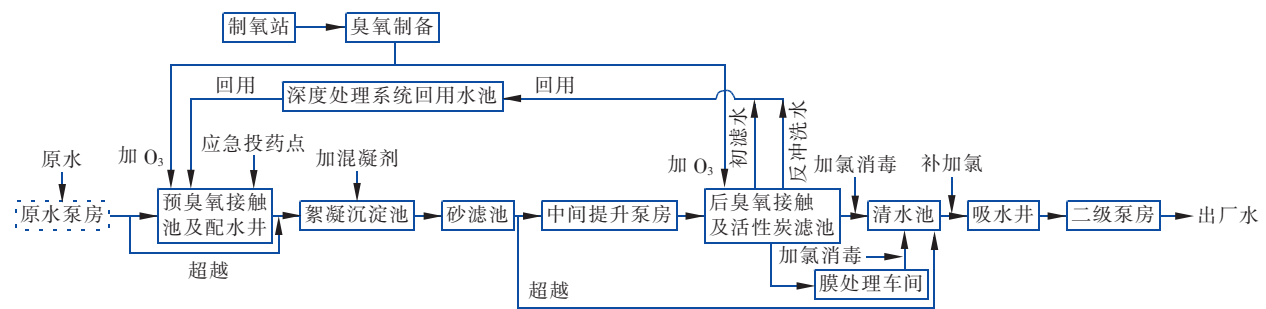 制氧站
臭氧制备
回用
深度处理系统回用水池
回用
初滤水
反冲洗水
原水
加 O₃
应急投药点
加混凝剂
加 O₃
加氯消毒
补加氯
原水泵房
预臭氧接触
池及配水井
絮凝沉淀池
砂滤池
中间提升泵房
后臭氧接触
及活性炭滤池
清水池
吸水井
二级泵房
出厂水
超越
加氯消毒
膜处理车间
超越